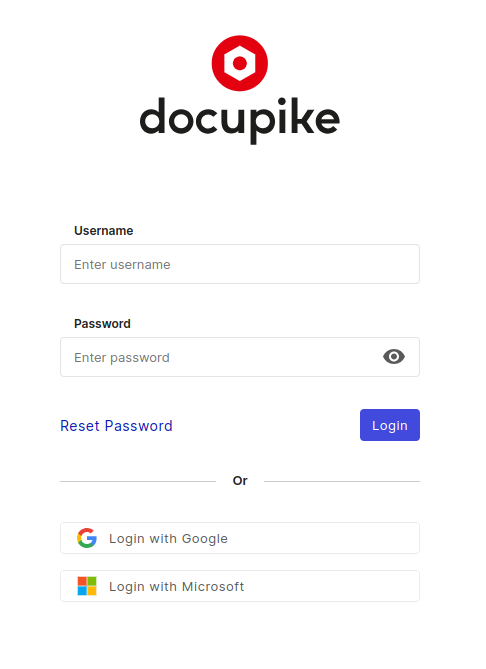 docupike
Username
Enter username
Password
Enter password
Reset Password
Login
Or
Login with Google
Login with Microsoft